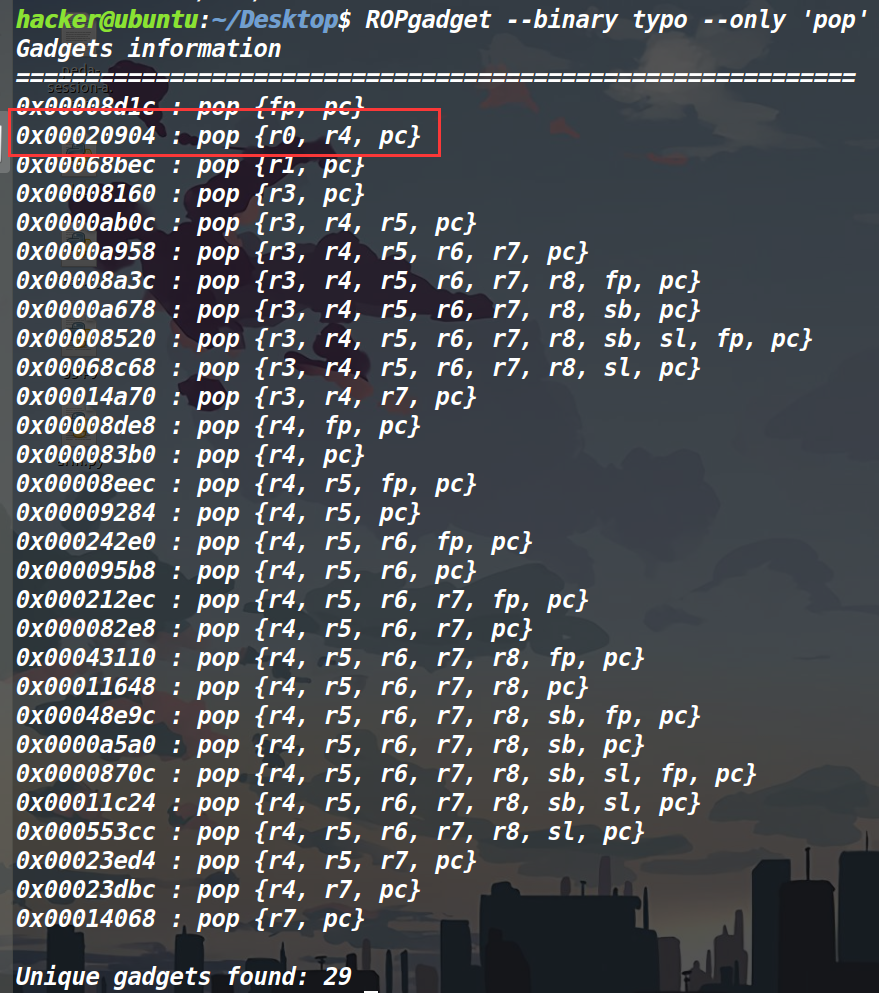 hacker@ubuntu:~/Desktop$ ROPgadget --binary typo --only 'pop'
Gadgets information
============================================================
0x00008d1c : pop {fp, pc}
0x00020904 : pop {r0, r4, pc}
0x00068bec : pop {r1, pc}
0x00008160 : pop {r3, pc}
0x0000ab0c : pop {r3, r4, r5, pc}
0x0000a958 : pop {r3, r4, r5, r6, r7, pc}
0x00008a3c : pop {r3, r4, r5, r6, r7, r8, fp, pc}
0x0000a678 : pop {r3, r4, r5, r6, r7, r8, sb, pc}
0x00008520 : pop {r3, r4, r5, r6, r7, r8, sb, sl, fp, pc}
0x00068c68 : pop {r3, r4, r5, r6, r7, r8, sl, pc}
0x00014a70 : pop {r3, r4, r7, pc}
0x00008de8 : pop {r4, fp, pc}
0x000083b0 : pop {r4, pc}
0x00008eec : pop {r4, r5, fp, pc}
0x00009284 : pop {r4, r5, pc}
0x000242e0 : pop {r4, r5, r6, fp, pc}
0x000095b8 : pop {r4, r5, r6, pc}
0x000212ec : pop {r4, r5, r6, r7, fp, pc}
0x000082e8 : pop {r4, r5, r6, r7, pc}
0x00043110 : pop {r4, r5, r6, r7, r8, fp, pc}
0x00011648 : pop {r4, r5, r6, r7, r8, pc}
0x00048e9c : pop {r4, r5, r6, r7, r8, sb, fp, pc}
0x0000a5a0 : pop {r4, r5, r6, r7, r8, sb, pc}
0x0000870c : pop {r4, r5, r6, r7, r8, sb, sl, fp, pc}
0x00011c24 : pop {r4, r5, r6, r7, r8, sb, sl, pc}
0x000553cc : pop {r4, r5, r6, r7, r8, sl, pc}
0x00023ed4 : pop {r4, r5, r7, pc}
0x00023dbc : pop {r4, r7, pc}
0x00014068 : pop {r7, pc}

Unique gadgets found: 29